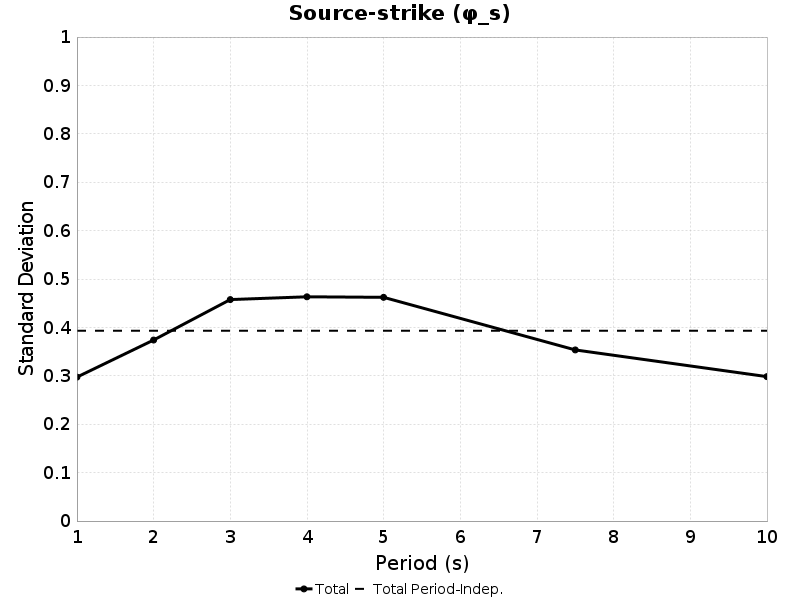 Source-strike (φ_s)
1
0.9
0.8
0.7
0.6
0.5
0.4
0.3
0.2
0.1
0
Standard Deviation
1 2 3 4 5 6 7 8 9 10
Period (s)
Total Total Period-Indep.